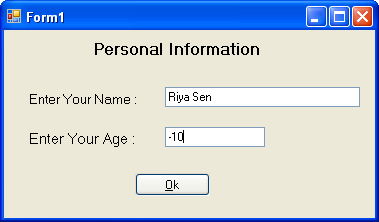 Form1
Personal Information
Enter Your Name : Riya Sen
Enter Your Age : -10
Ok